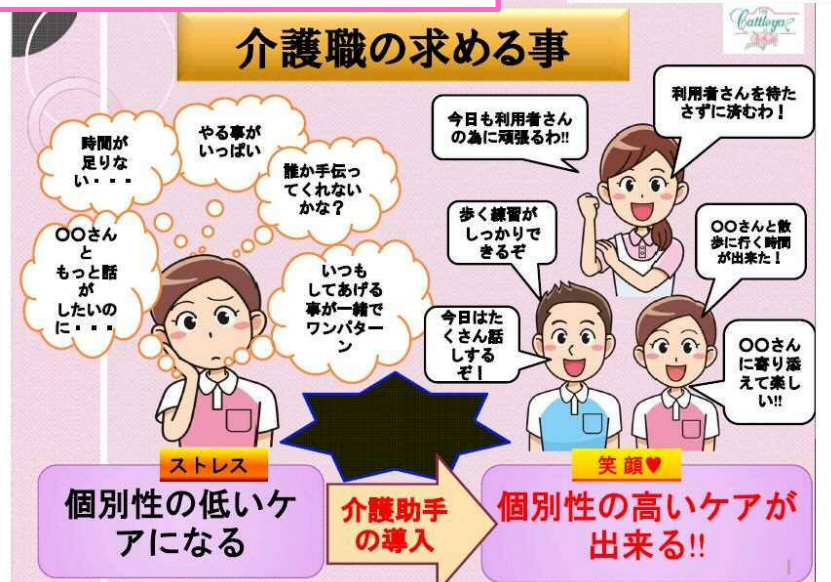 Cattleya
介護職の求める事
時間が
足りな
い・・・
やる事が
いっぱい
誰か手伝っ
てくれない
かな？
〇〇さん
と
もっと話
が
したいの
に・・・
いつも
してあげる
事が一緒で
ワンパター
ン
今日も利用者さん
の為に頑張るわ!!
利用者さんを待た
さずに済むわ！
歩く練習が
しっかりで
きるぞ
〇〇さんと散
歩に行く時間
が出来た！
今日はた
くさん話
しする
ぞ！
〇〇さん
に寄り添
えて楽し
い!!
ストレス
個別性の低いケ
アになる
介護助手
の導入
笑顔♥
個別性の高いケアが
出来る!!